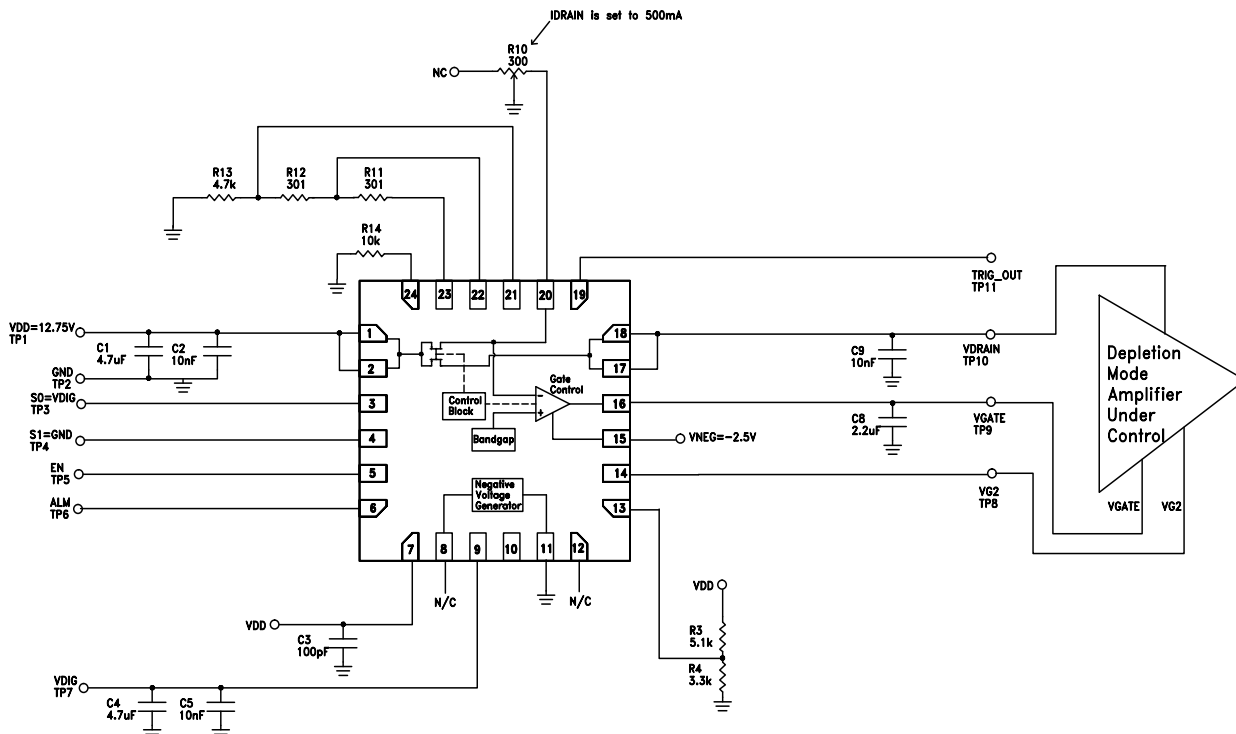 IDRAIN is set to 500mA
R10
300
NC
R13
4.7k
R12
301
R11
301
R14
10k
24
23
22
21
20
19
TRIG_OUT
TP11
VDD=12.75V
TP1
C1
4.7uF
C2
10nF
1
18
C9
10nF
VDRAIN
TP10
GND
TP2
2
17
S0=VDIG
TP3
3
Control
Block
Gate
Control
-
+
16
C8
2.2uF
VGATE
TP9
S1=GND
TP4
4
Bandgap
15
VNEG=-2.5V
Depletion
Mode
Amplifier
Under
Control
EN
TP5
5
14
VG2
TP8
ALM
TP6
6
Negative
Voltage
Generator
13
VGATE
VG2
7
8
9
10
11
12
N/C
N/C
VDD
C3
100pF
VDD
R3
5.1k
R4
3.3k
VDIG
TP7
C4
4.7uF
C5
10nF